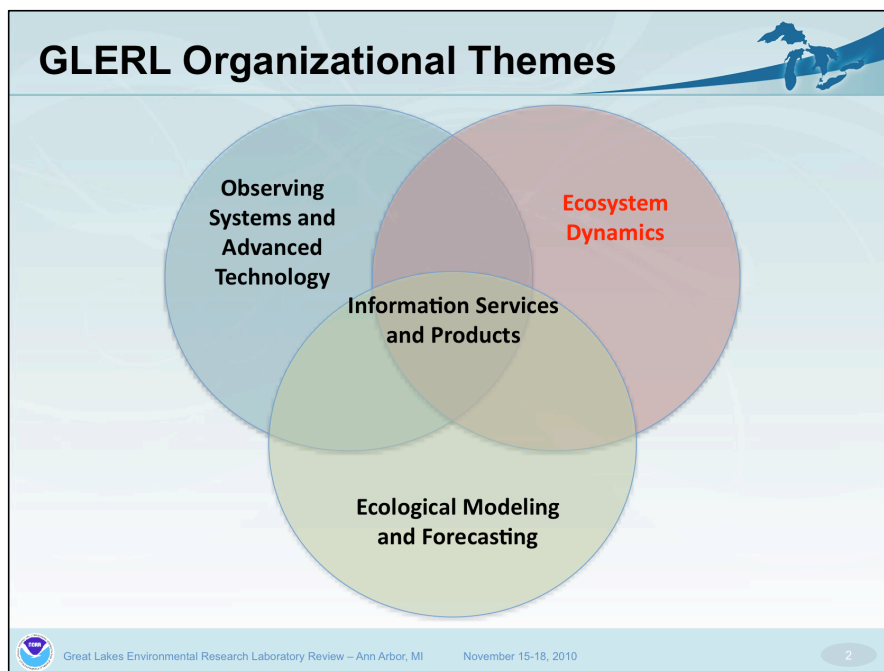 GLERL Organizational Themes
Observing
Systems and
Advanced
Technology
Ecosystem
Dynamics
Information Services
and Products
Ecological Modeling
and Forecasting
NOAA
Great Lakes Environmental Research Laboratory Review – Ann Arbor, MI November 15-18, 2010
2